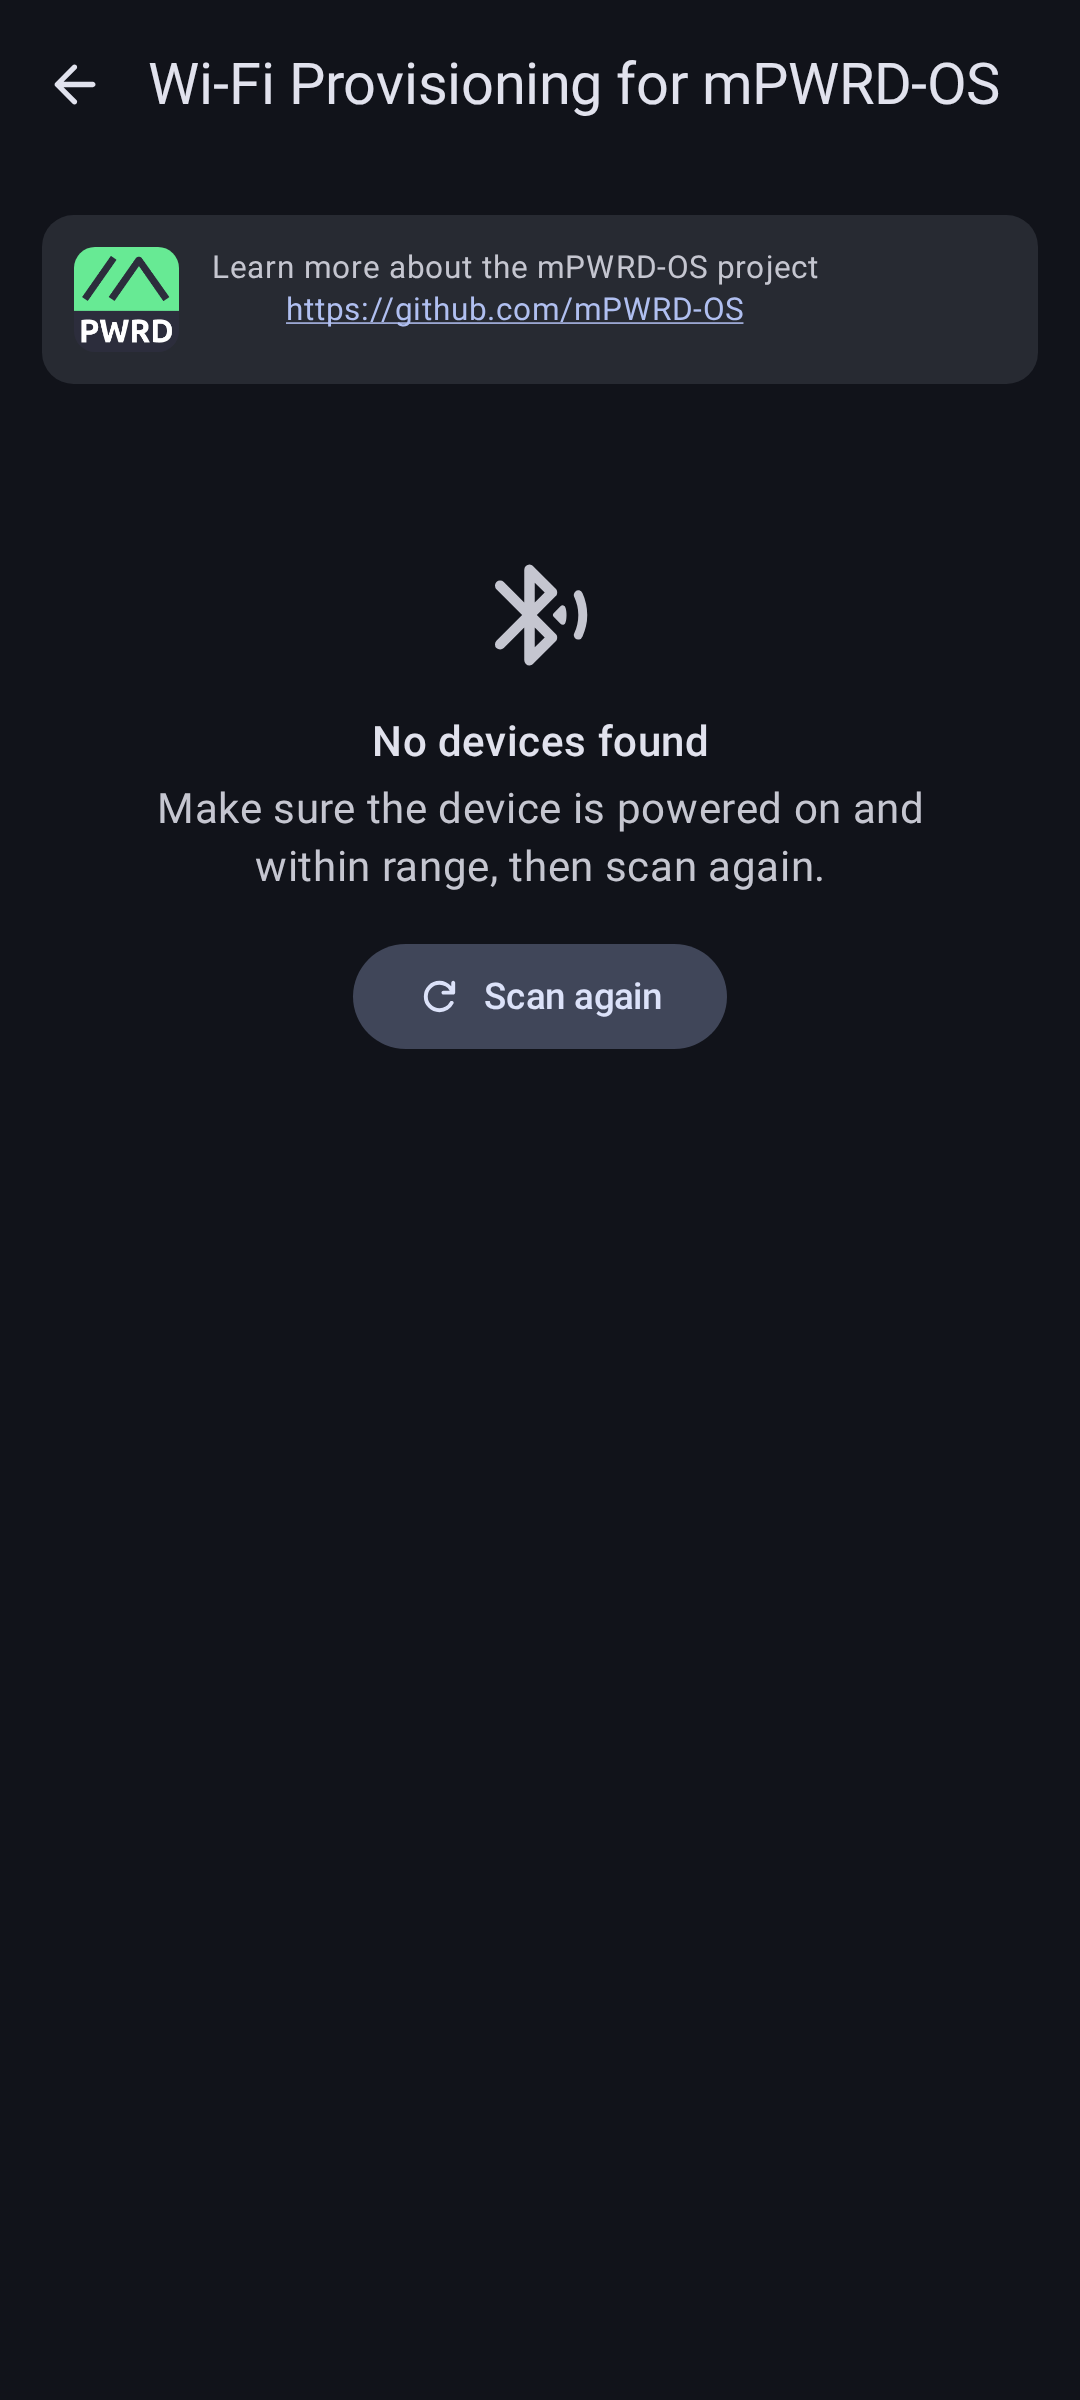 Wi-Fi Provisioning for mPWRD-OS
PWRD
Learn more about the mPWRD-OS project
https://github.com/mPWRD-OS
No devices found
Make sure the device is powered on and
within range, then scan again.
Scan again